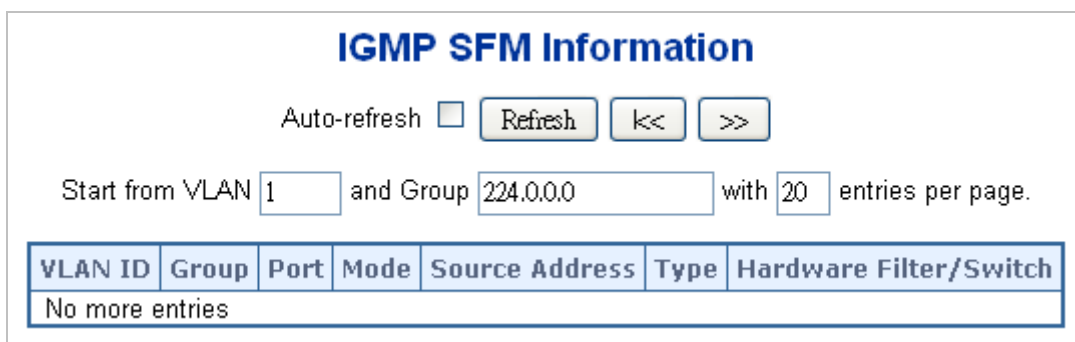 IGMP SFM Information
Auto-refresh Refresh |<< >>
Start from VLAN 1 and Group 224.0.0.0 with 20 entries per page.
VLAN ID Group Port Mode Source Address Type Hardware Filter/Switch
No more entries